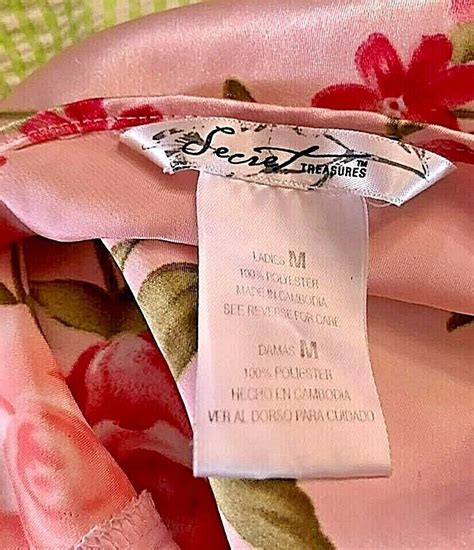 Secret
TREASURES™
LADIES M
100% POLYESTER
MADE IN CAMBODIA
SEE REVERSE FOR CARE
DAMAS M
100% POLIESTER
HECHO EN CAMBODIA
VER AL DORSO PARA CUIDADO